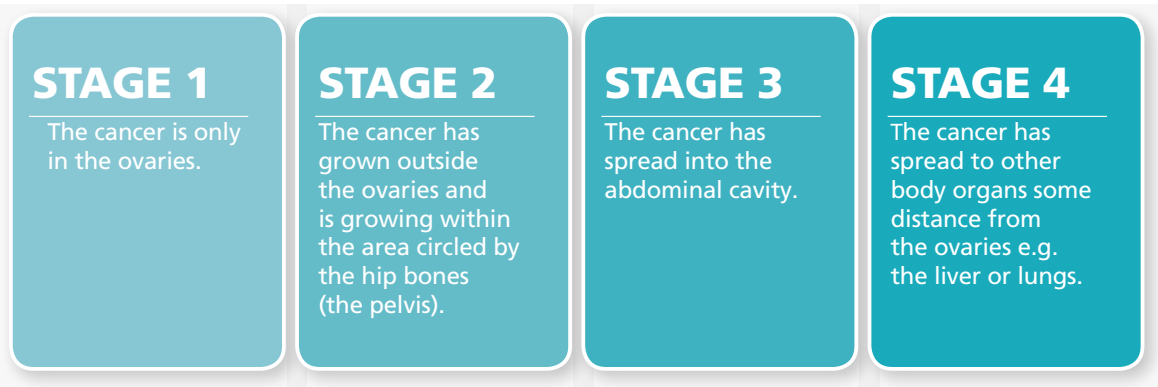 STAGE 1
The cancer is only
in the ovaries.
STAGE 2
The cancer has
grown outside
the ovaries and
is growing within
the area circled by
the hip bones
(the pelvis).
STAGE 3
The cancer has
spread into the
abdominal cavity.
STAGE 4
The cancer has
spread to other
body organs some
distance from
the ovaries e.g.
the liver or lungs.